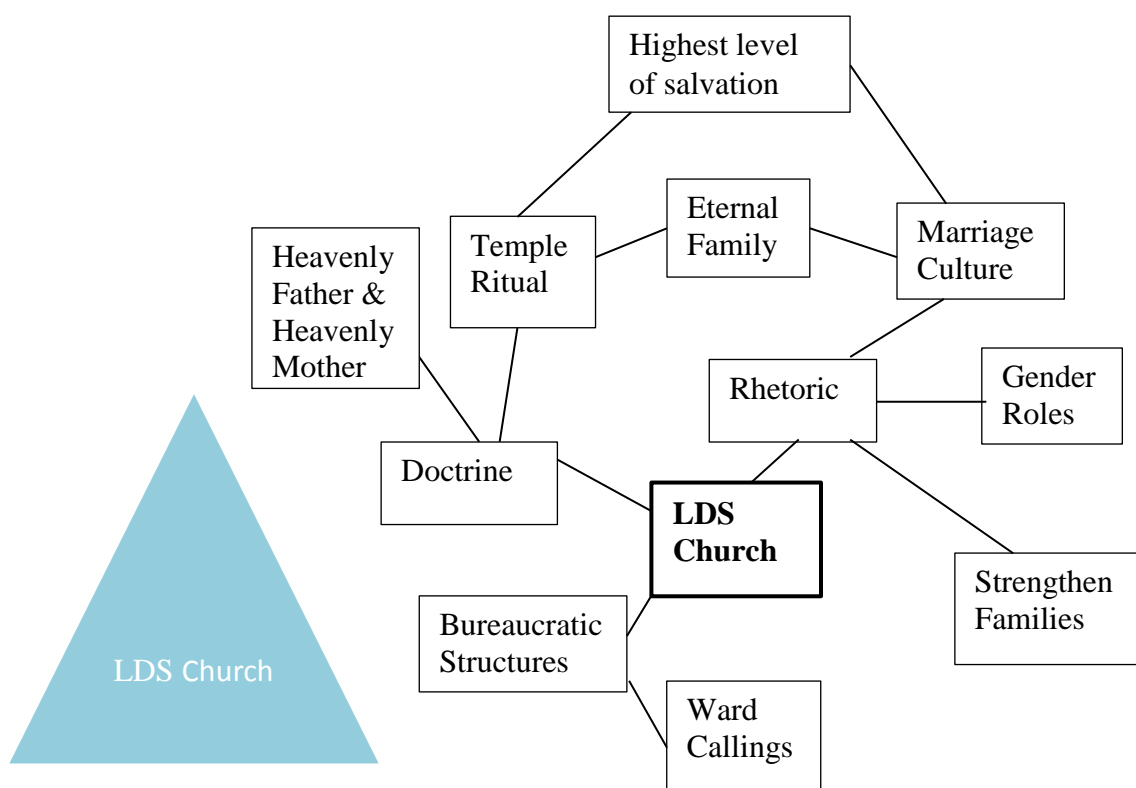 Highest level
of salvation
Eternal
Family
Temple
Ritual
Marriage
Culture
Heavenly
Father &
Heavenly
Mother
Rhetoric
Gender
Roles
Doctrine
LDS
Church
Strengthen
Families
Bureaucratic
Structures
LDS Church
Ward
Callings